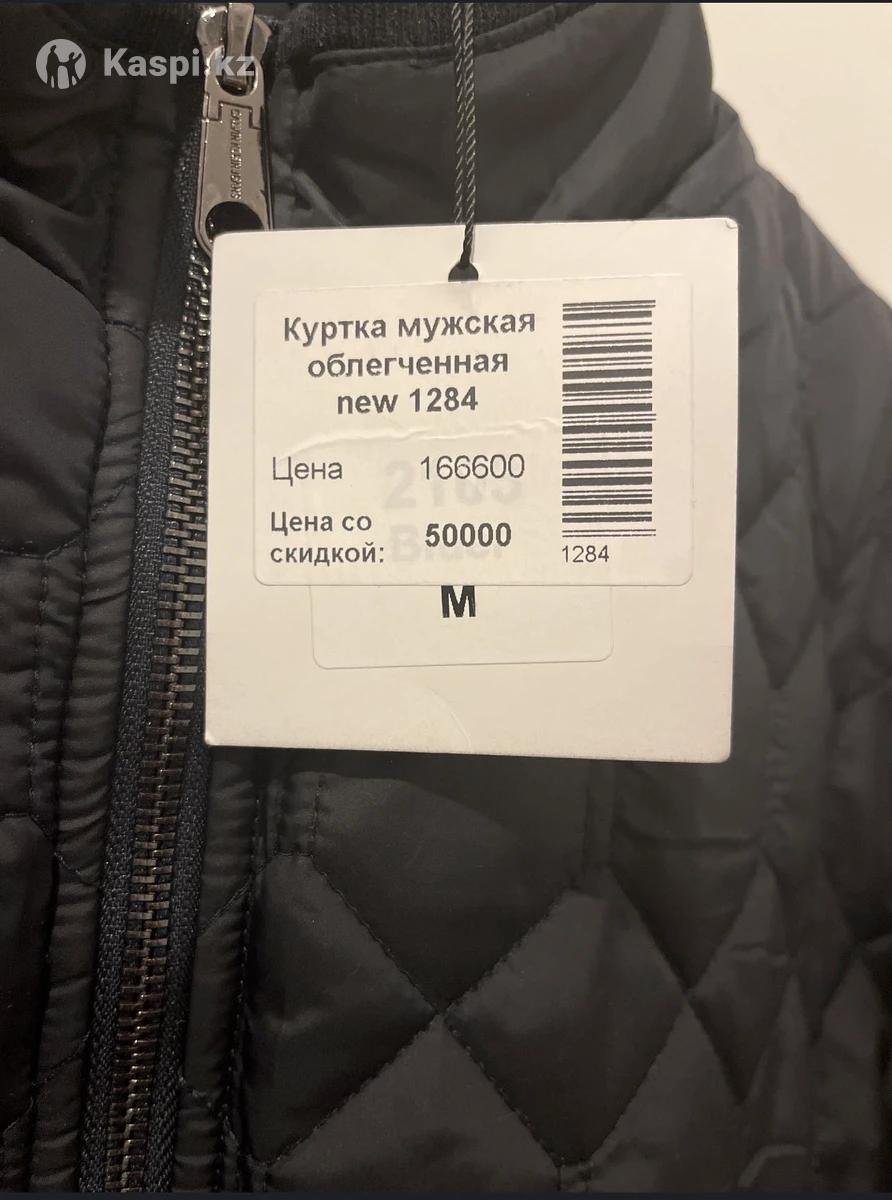 Kaspi.kz
Куртка мужская
облегченная
new 1284
Цена 166600
Цена со
скидкой: 50000
1284
M